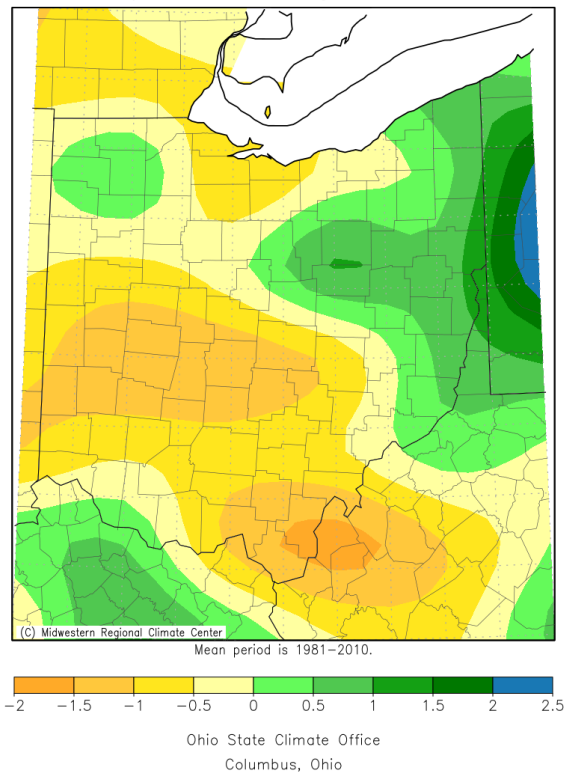 (C) Midwestern Regional Climate Center
Mean period is 1981-2010.
-2 -1.5 -1 -0.5 0 0.5 1 1.5 2 2.5
Ohio State Climate Office
Columbus, Ohio